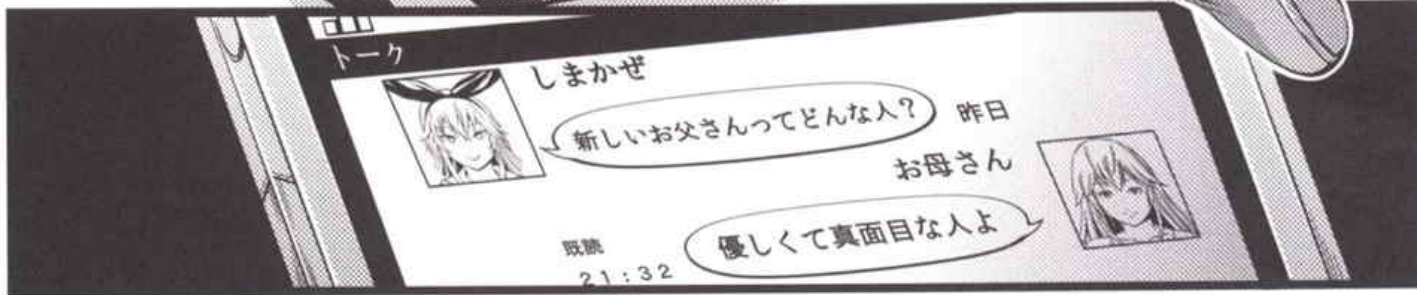 トーク
しまかぜ
新しいお父さんってどんな人?
昨日
お母さん
優しくて真面目な人よ
既読
21:32